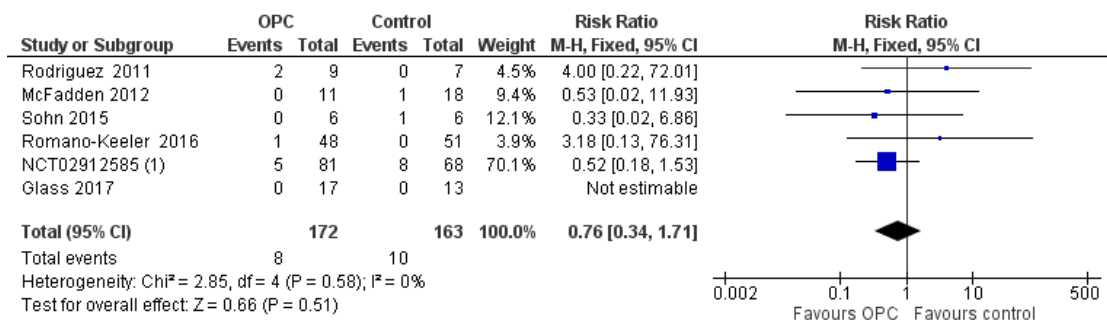 OPC Control Risk Ratio Risk Ratio
Study or Subgroup Events Total Events Total Weight M-H, Fixed, 95% CI M-H, Fixed, 95% CI
Rodriguez 2011 2 9 0 7 4.5% 4.00 [0.22, 72.01]
McFadden 2012 0 11 1 18 9.4% 0.53 [0.02, 11.93]
Sohn 2015 0 6 1 6 12.1% 0.33 [0.02, 6.86]
Romano-Keeler 2016 1 48 0 51 3.9% 3.18 [0.13, 76.31]
NCT02912585 (1) 5 81 8 68 70.1% 0.52 [0.18, 1.53]
Glass 2017 0 17 0 13 Not estimable
Total (95% CI) 172 163 100.0% 0.76 [0.34, 1.71]
Total events 8 10
Heterogeneity: Chi² = 2.85, df = 4 (P = 0.58); I² = 0%
Test for overall effect: Z = 0.66 (P = 0.51)
0.002 0.1 1 10 500
Favours OPC Favours control